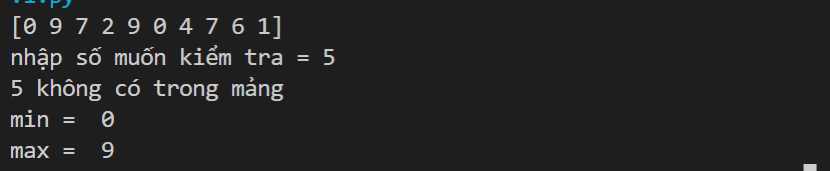 [0 9 7 2 9 0 4 7 6 1]
nhập số muốn kiểm tra = 5
5 không có trong mảng
min =  0
max =  9